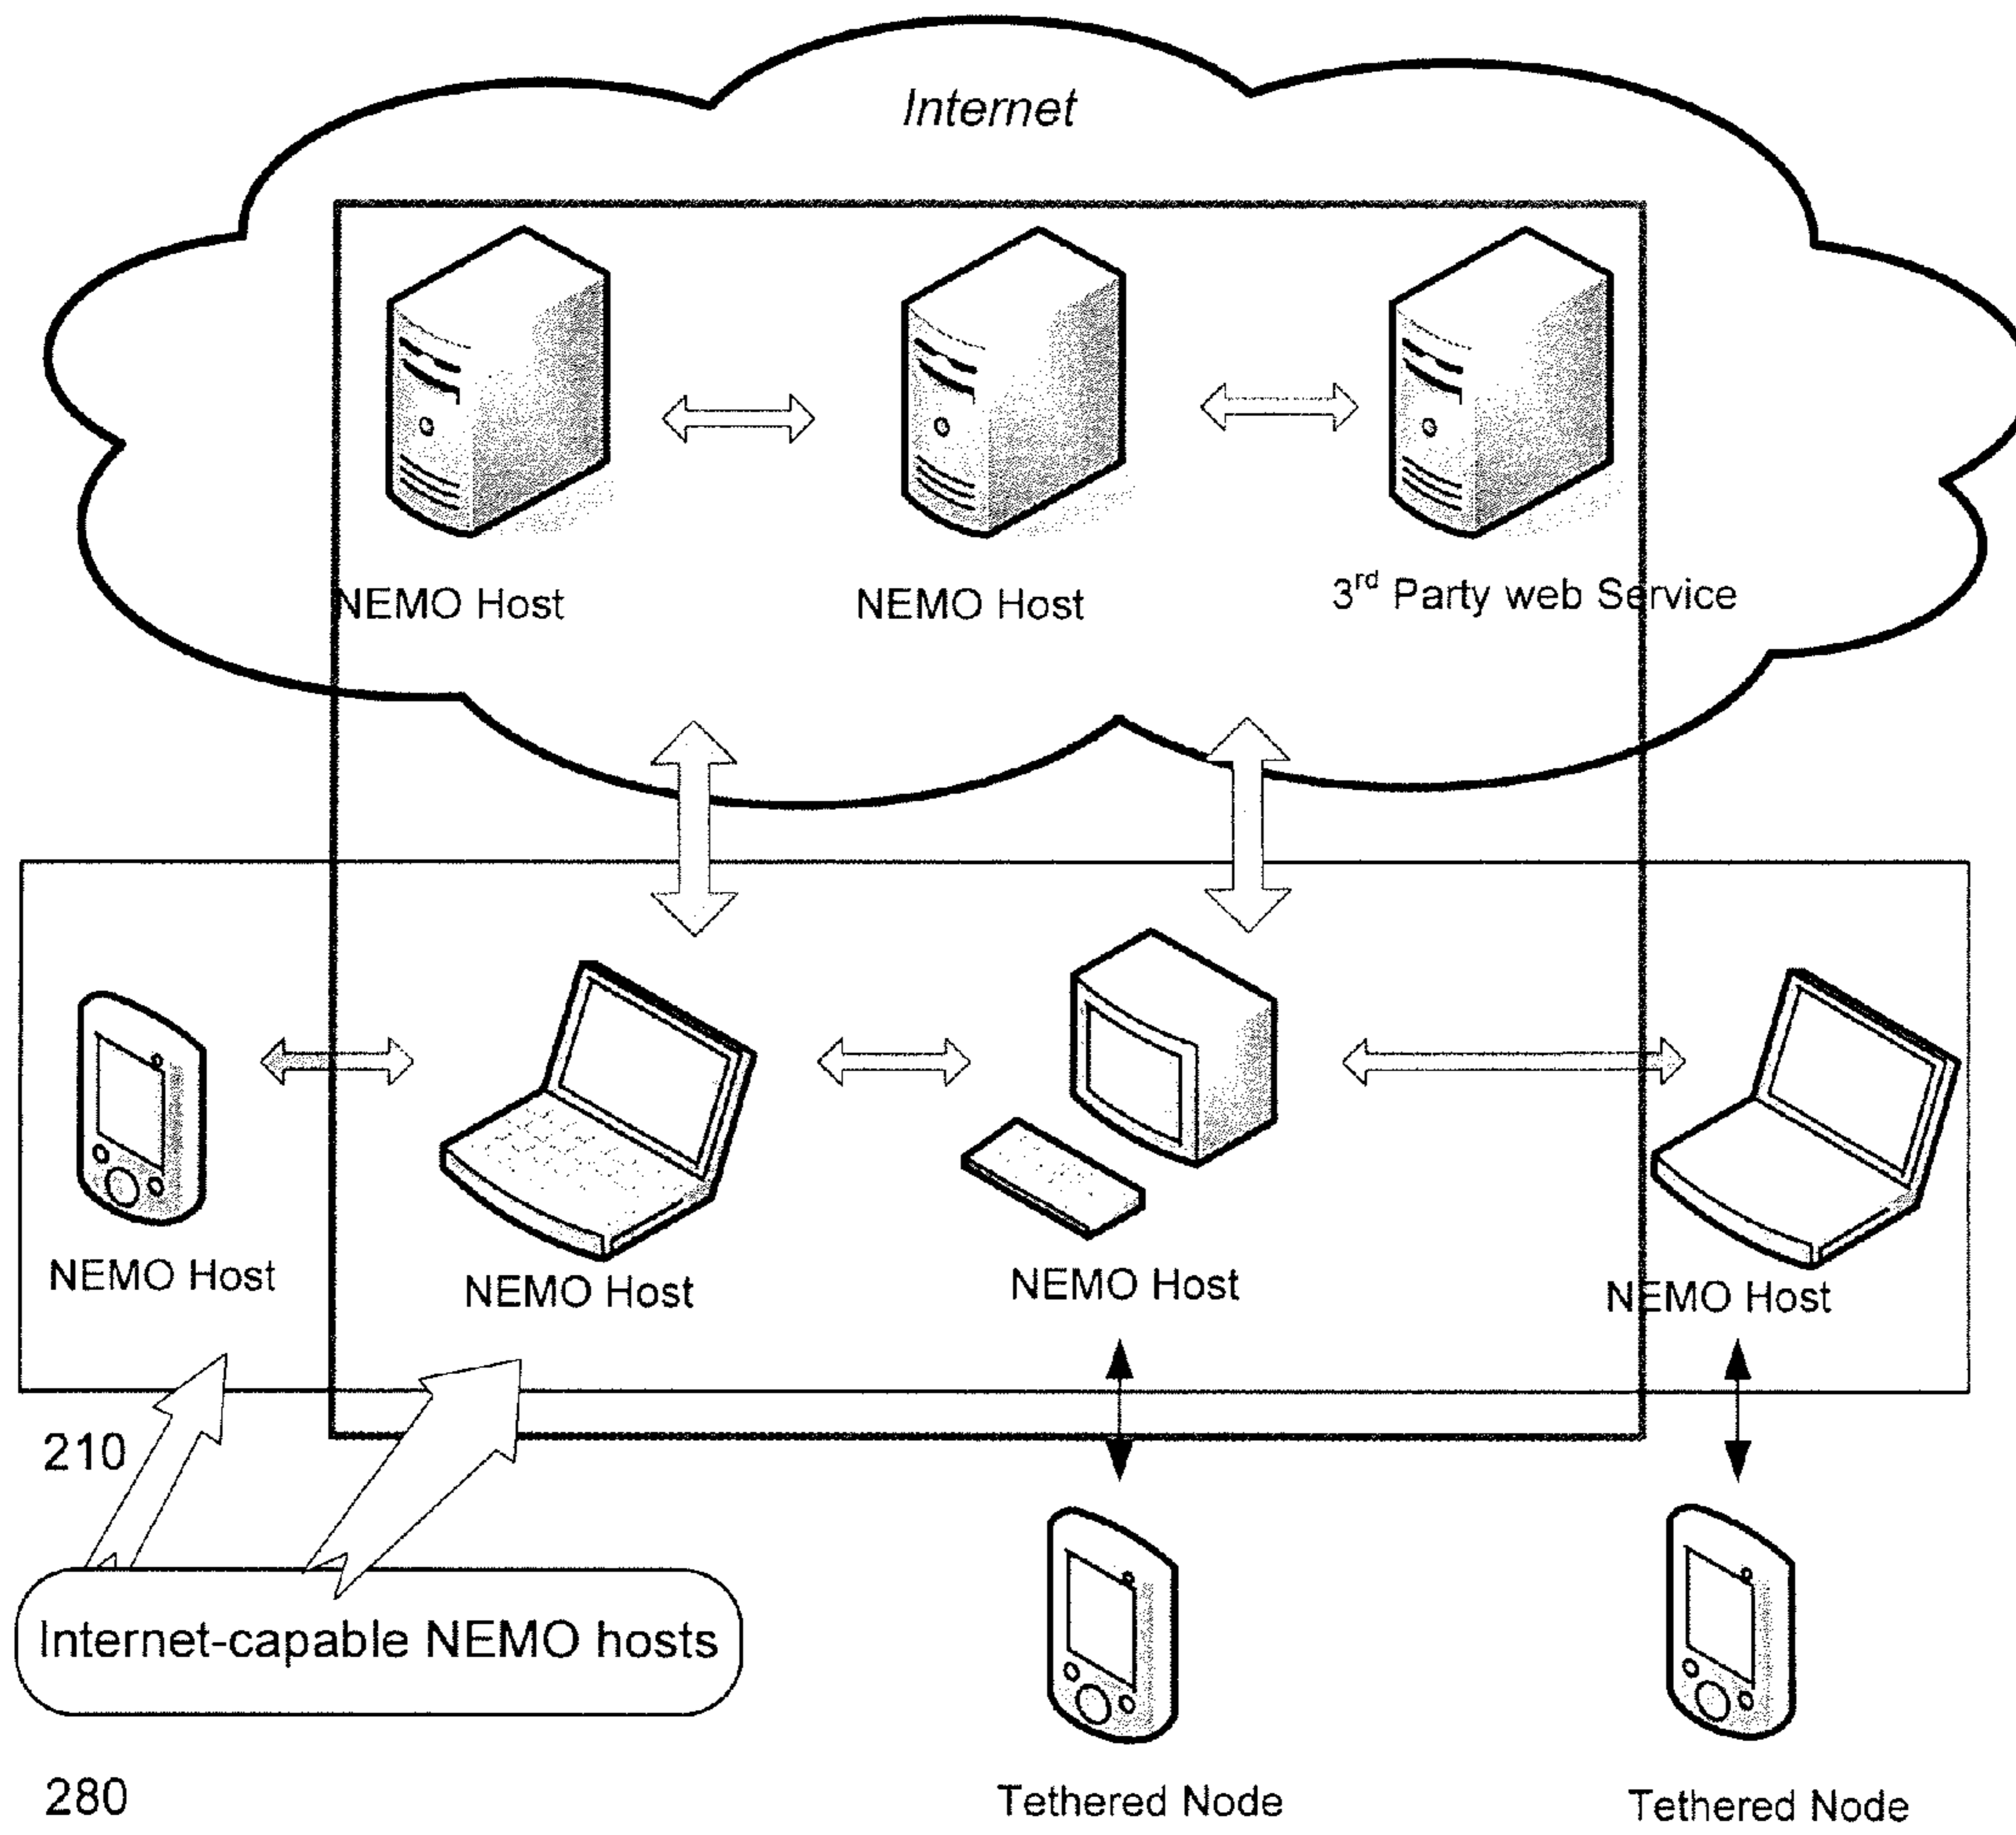 Internet
NEMO Host
NEMO Host
3rd Party web Service
NEMO Host
NEMO Host
NEMO Host
NEMO Host
210
Internet-capable NEMO hosts
280
Tethered Node
Tethered Node